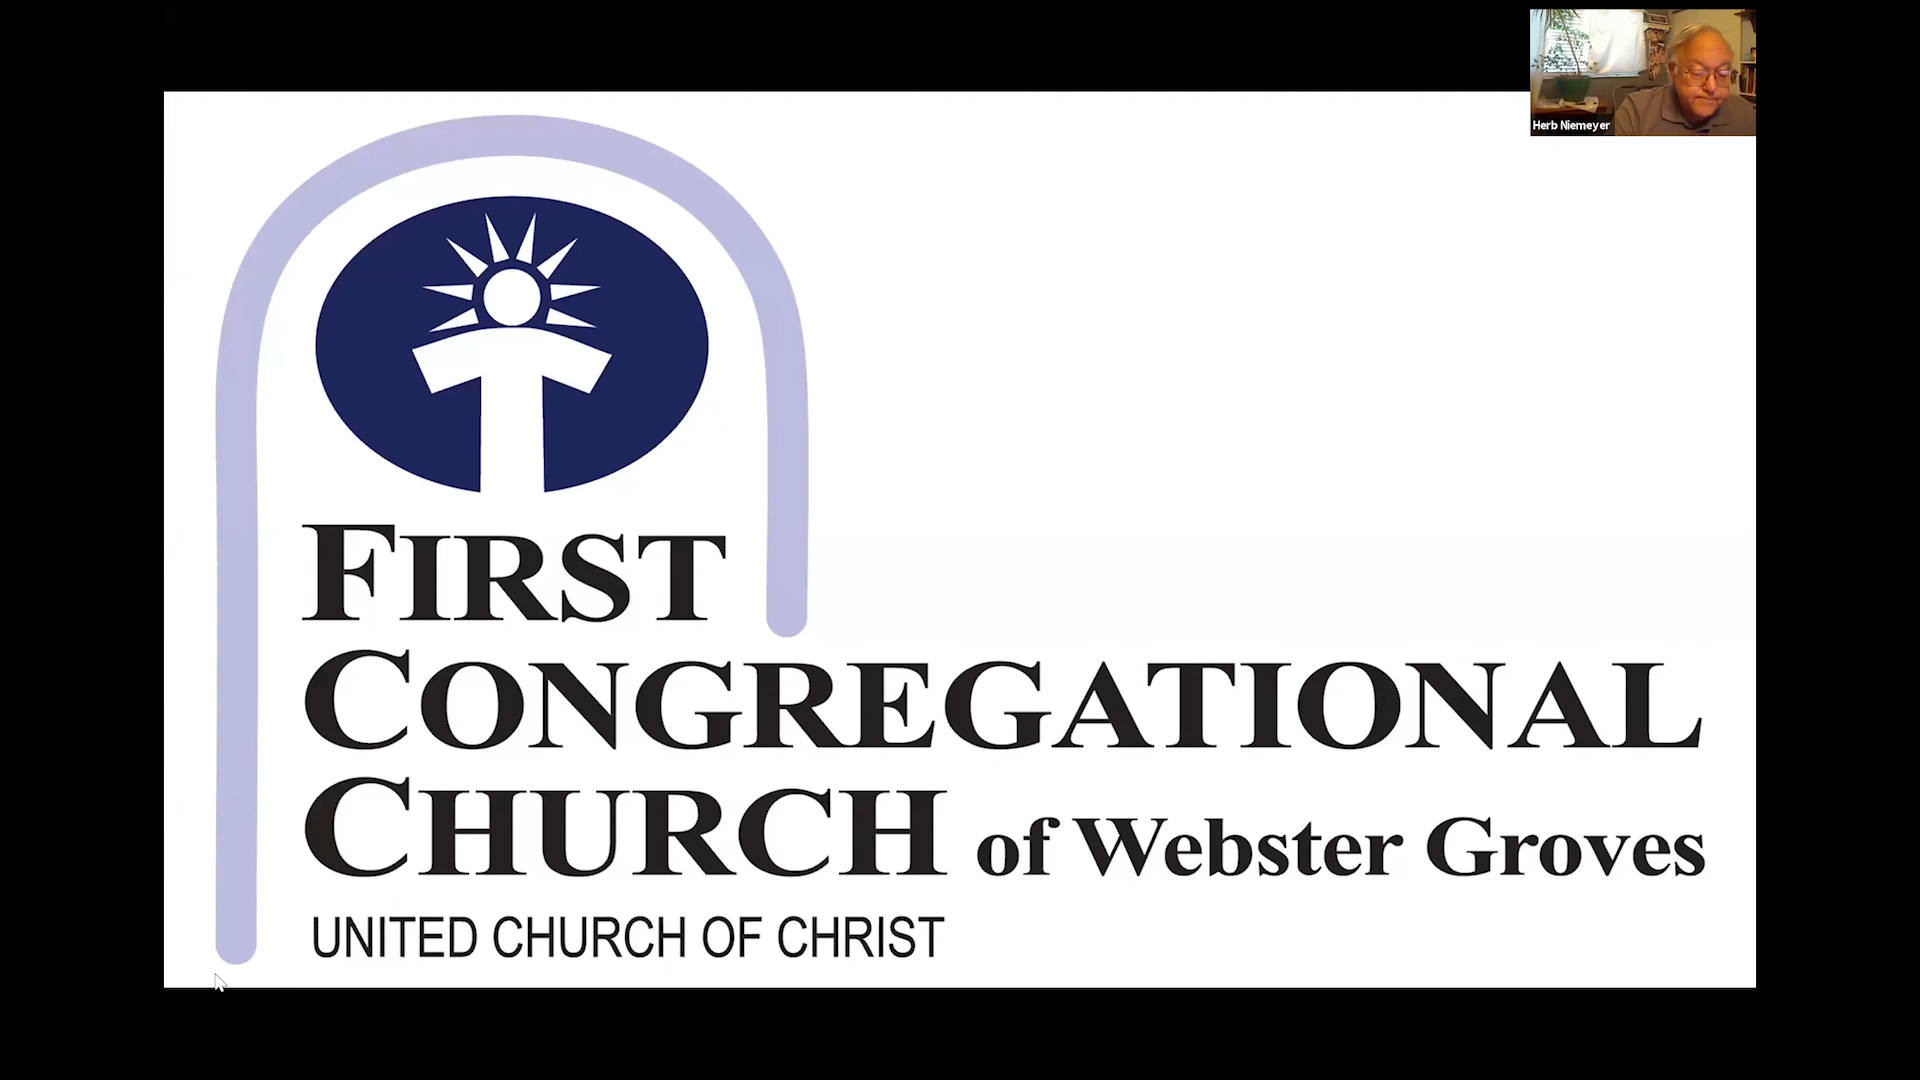 Herb Niemeyer
FIRST
CONGREGATIONAL
CHURCH of Webster Groves
UNITED CHURCH OF CHRIST